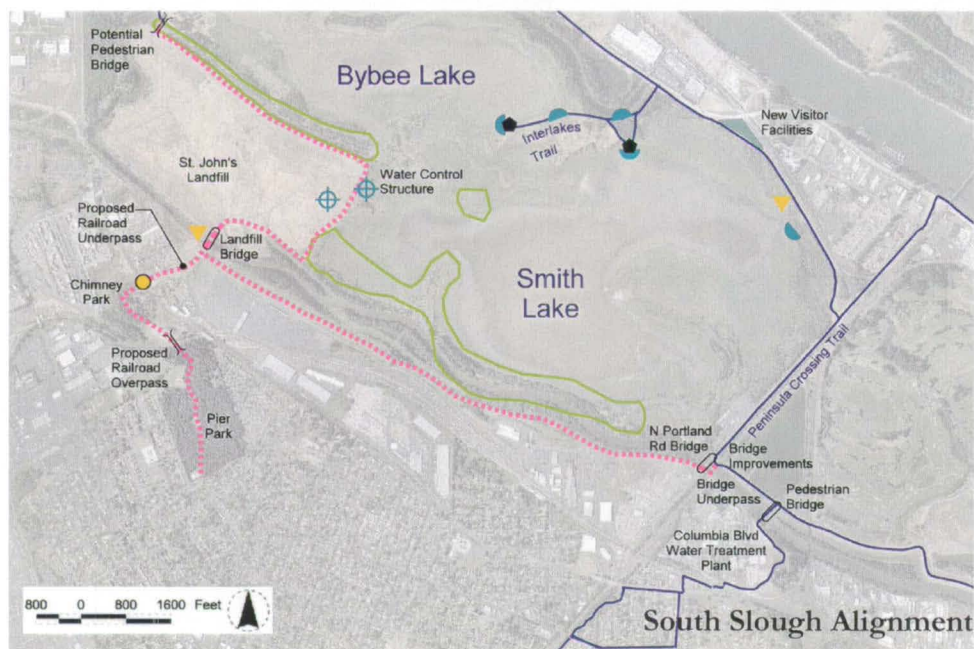 Potential
Pedestrian
Bridge
Bybee Lake
Interlakes
Trail
New Visitor
Facilities
St. John's
Landfill
Water Control
Structure
Proposed
Railroad
Underpass
Landfill
Bridge
Chimney
Park
Smith
Lake
Proposed
Railroad
Overpass
Pier
Park
Peninsula Crossing Trail
N Portland
Rd Bridge
Bridge
Improvements
Bridge
Underpass
Pedestrian
Bridge
Columbia Blvd
Water Treatment
Plant
800 0 800 1600 Feet
South Slough Alignment